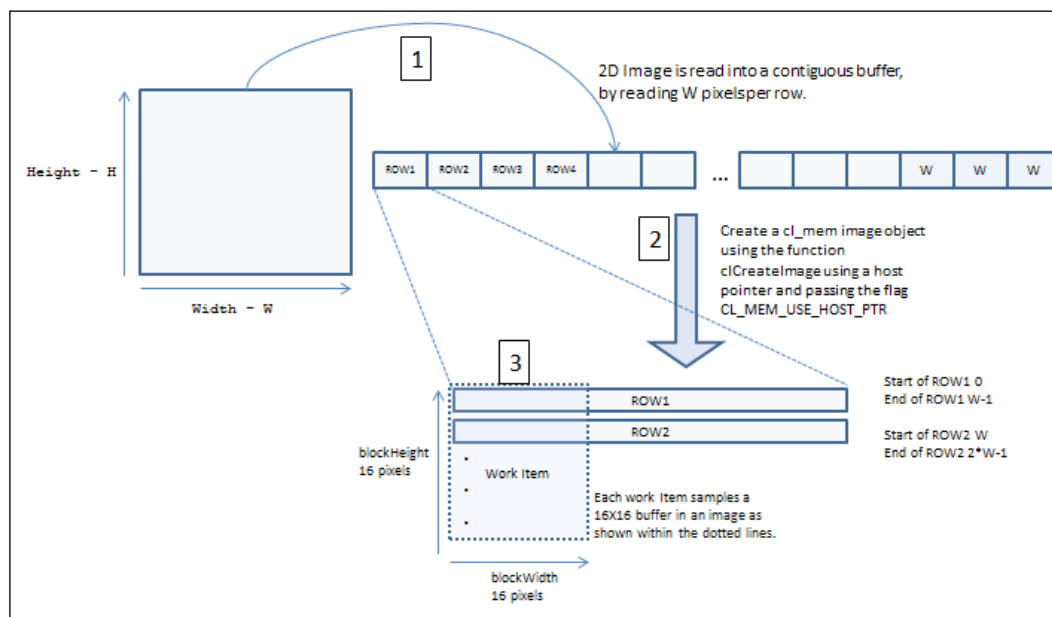 1
2D Image is read into a contiguous buffer,
by reading W pixelsper row.
Height - H
ROW1 ROW2 ROW3 ROW4 ... W W W
Width - W
2
Create a cl_mem image object
using the function
clCreateImage using a host
pointer and passing the flag
CL_MEM_USE_HOST_PTR
3
ROW1
Start of ROW1 0
End of ROW1 W-1
ROW2
Start of ROW2 W
End of ROW2 2*W-1
blockHeight
16 pixels
Work Item
Each work Item samples a
16X16 buffer in an image as
shown within the dotted lines.
blockWidth
16 pixels